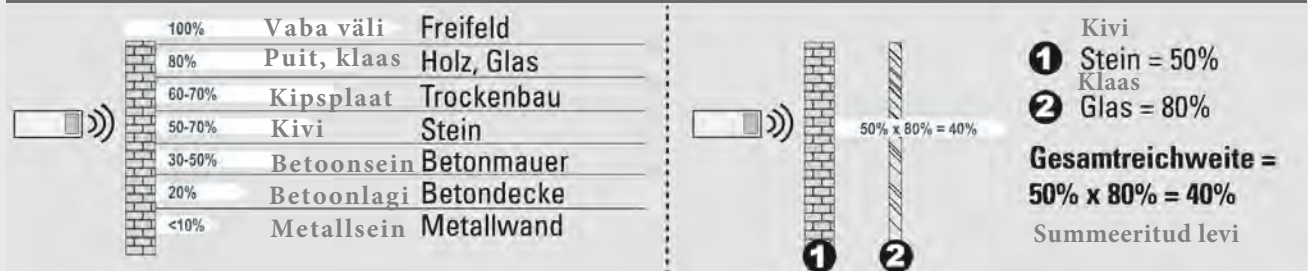 100% Vaba väli Freifeld
80% Puit, klaas Holz, Glas
60-70% Kipsplaat Trockenbau
50-70% Kivi Stein
30-50% Betoonsein Betonmauer
20% Betoonlagi Betondecke
<10% Metallsein Metallwand
50% x 80% = 40%
1
2
Kivi
1 Stein = 50%
Klaas
2 Glas = 80%
Gesamtreichweite =
50% x 80% = 40%
Summeeritud levi